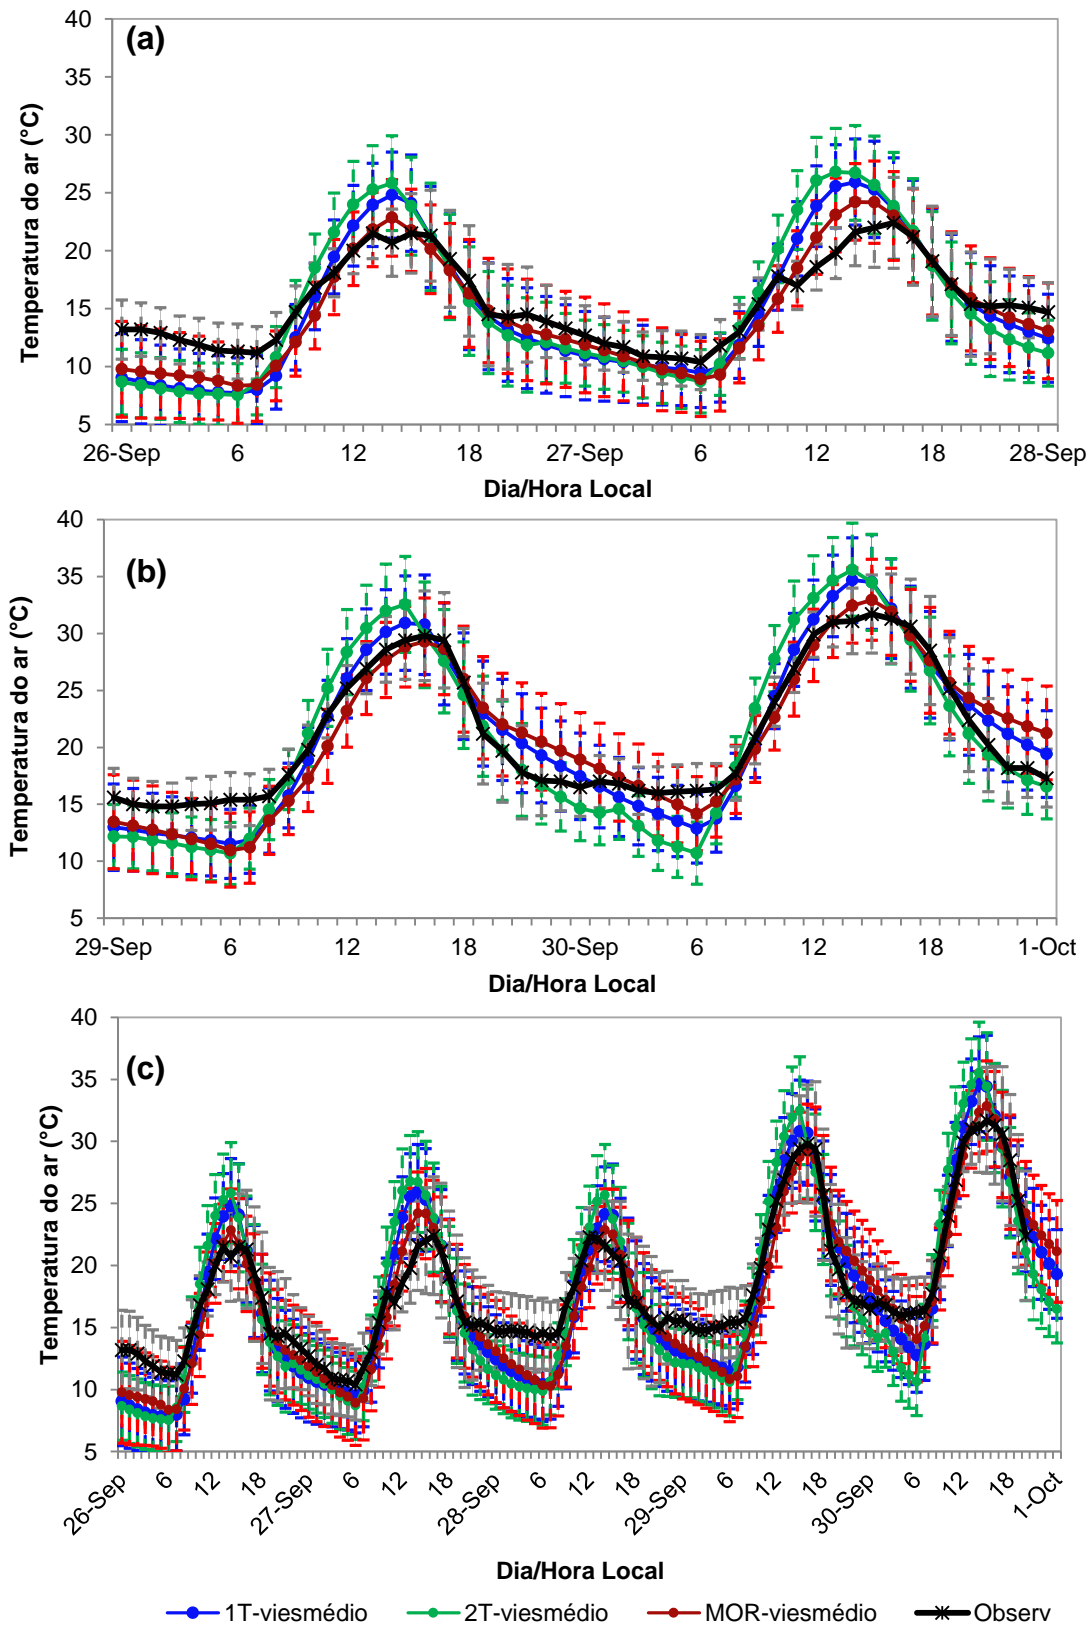 (a)
Temperatura do ar (°C)
40
35
30
25
20
15
10
5
26-Sep 6 12 18 27-Sep 6 12 18 28-Sep
Dia/Hora Local
(b)
Temperatura do ar (°C)
40
35
30
25
20
15
10
5
29-Sep 6 12 18 30-Sep 6 12 18 1-Oct
Dia/Hora Local
(c)
Temperatura do ar (°C)
40
35
30
25
20
15
10
5
26-Sep 6 12 18 27-Sep 6 12 18 28-Sep 6 12 18 29-Sep 6 12 18 30-Sep 6 12 18 1-Oct
Dia/Hora Local
1T-viesmédio 2T-viesmédio MOR-viesmédio Observ